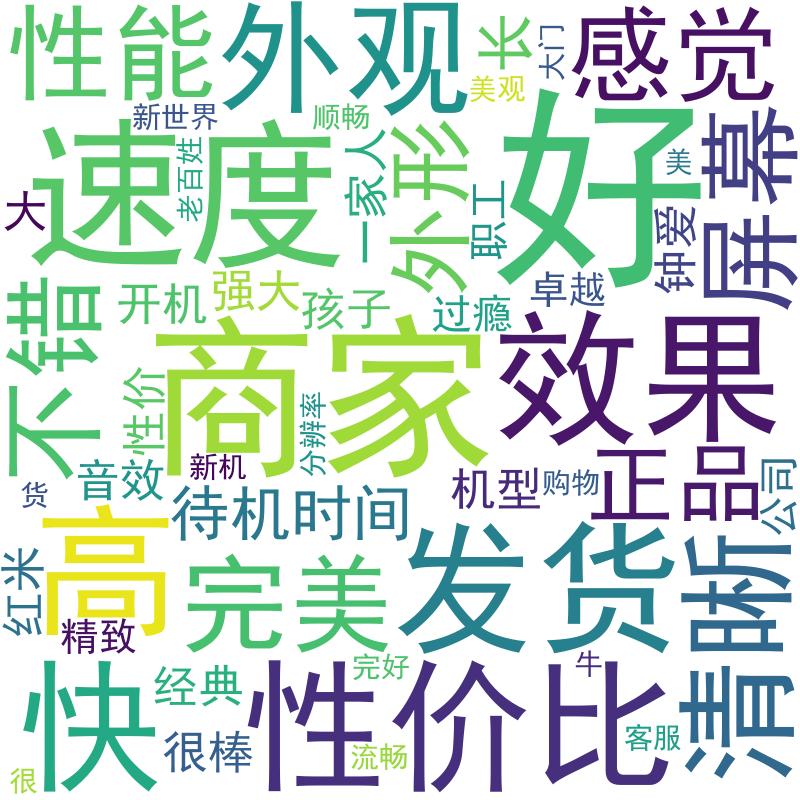 性能
外观
长
大门
感觉
美观
新世界
顺畅
速度
老百姓
一家人
外形
好
美
屏幕
大
职工
钟爱
不错
开机
强大
孩子
过瘾
卓越
商家
效果
性价
分辨率
音效
新机
机型
购物
正品
公司
货
待机时间
高
红米
完美
发货
清晰
精致
快
经典
完好
性价比
牛
很棒
流畅
客服
很